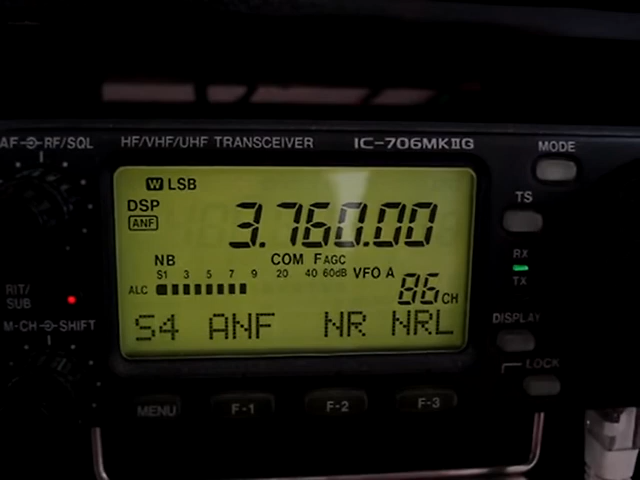 AF RF/SQL HF/VHF/UHF TRANSCEIVER IC-706MKIIG MODE
W LSB
DSP
ANF
3.760.00
TS
NB COM FAGC
S1 3 5 7 9 20 40 60dB VFO A
ALC
86CH
RX
TX
RIT/
SUB
M-CH SHIFT
S4 ANF NR NRL
DISPLAY
LOCK
MENU F-1 F-2 F-3